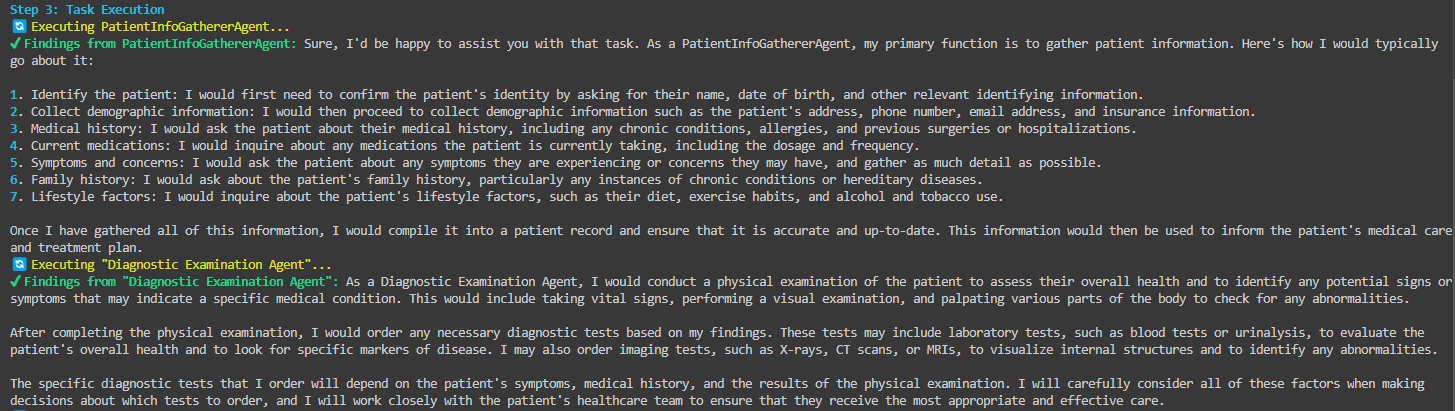 Step 3: Task Execution
🔄 Executing PatientInfoGathererAgent...
✔Findings from PatientInfoGathererAgent: Sure, I'd be happy to assist you with that task. As a PatientInfoGathererAgent, my primary function is to gather patient information. Here's how I would typically
go about it:

1. Identify the patient: I would first need to confirm the patient's identity by asking for their name, date of birth, and other relevant identifying information.
2. Collect demographic information: I would then proceed to collect demographic information such as the patient's address, phone number, email address, and insurance information.
3. Medical history: I would ask the patient about their medical history, including any chronic conditions, allergies, and previous surgeries or hospitalizations.
4. Current medications: I would inquire about any medications the patient is currently taking, including the dosage and frequency.
5. Symptoms and concerns: I would ask the patient about any symptoms they are experiencing or concerns they may have, and gather as much detail as possible.
6. Family history: I would ask about the patient's family history, particularly any instances of chronic conditions or hereditary diseases.
7. Lifestyle factors: I would inquire about the patient's lifestyle factors, such as their diet, exercise habits, and alcohol and tobacco use.

Once I have gathered all of this information, I would compile it into a patient record and ensure that it is accurate and up-to-date. This information would then be used to inform the patient's medical care
and treatment plan.
🔄 Executing "Diagnostic Examination Agent"...
✔Findings from "Diagnostic Examination Agent": As a Diagnostic Examination Agent, I would conduct a physical examination of the patient to assess their overall health and to identify any potential signs or
symptoms that may indicate a specific medical condition. This would include taking vital signs, performing a visual examination, and palpating various parts of the body to check for any abnormalities.

After completing the physical examination, I would order any necessary diagnostic tests based on my findings. These tests may include laboratory tests, such as blood tests or urinalysis, to evaluate the
patient's overall health and to look for specific markers of disease. I may also order imaging tests, such as X-rays, CT scans, or MRIs, to visualize internal structures and to identify any abnormalities.

The specific diagnostic tests that I order will depend on the patient's symptoms, medical history, and the results of the physical examination. I will carefully consider all of these factors when making
decisions about which tests to order, and I will work closely with the patient's healthcare team to ensure that they receive the most appropriate and effective care.